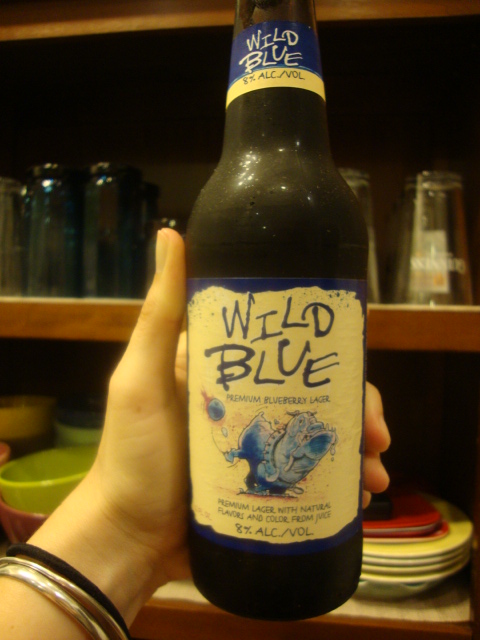 WILD
BLUE
8% ALC./VOL
WILD
BLUE
PREMIUM BLUEBERRY LAGER
PREMIUM LAGER WITH NATURAL
FLAVORS AND COLOR FROM JUICE
8% ALC./VOL.